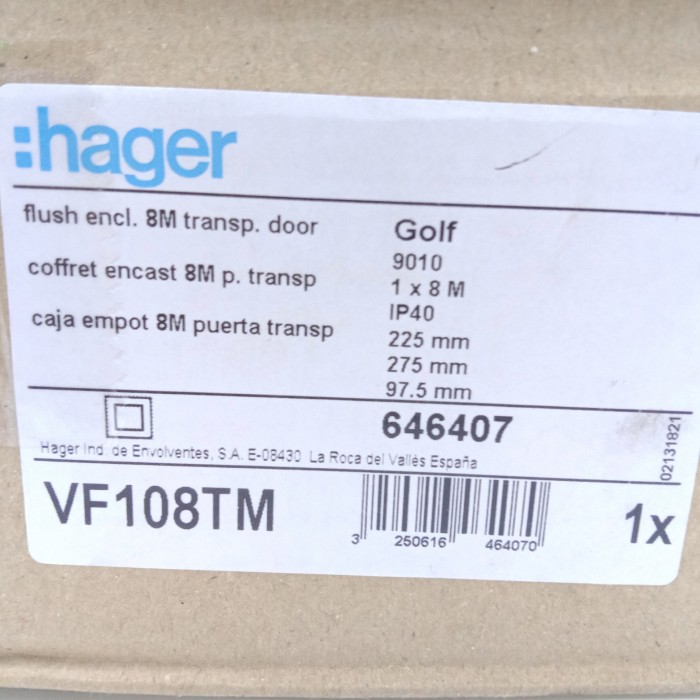 :hager
flush encl. 8M transp. door
coffret encast 8M p. transp
caja empot 8M puerta transp
Golf
9010
1 x 8 M
IP40
225 mm
275 mm
97.5 mm
646407
Hager Ind. de Envolventes, S.A. E-08430 La Roca del Vallés España
02131821
VF108TM
3 250616 464070
1x